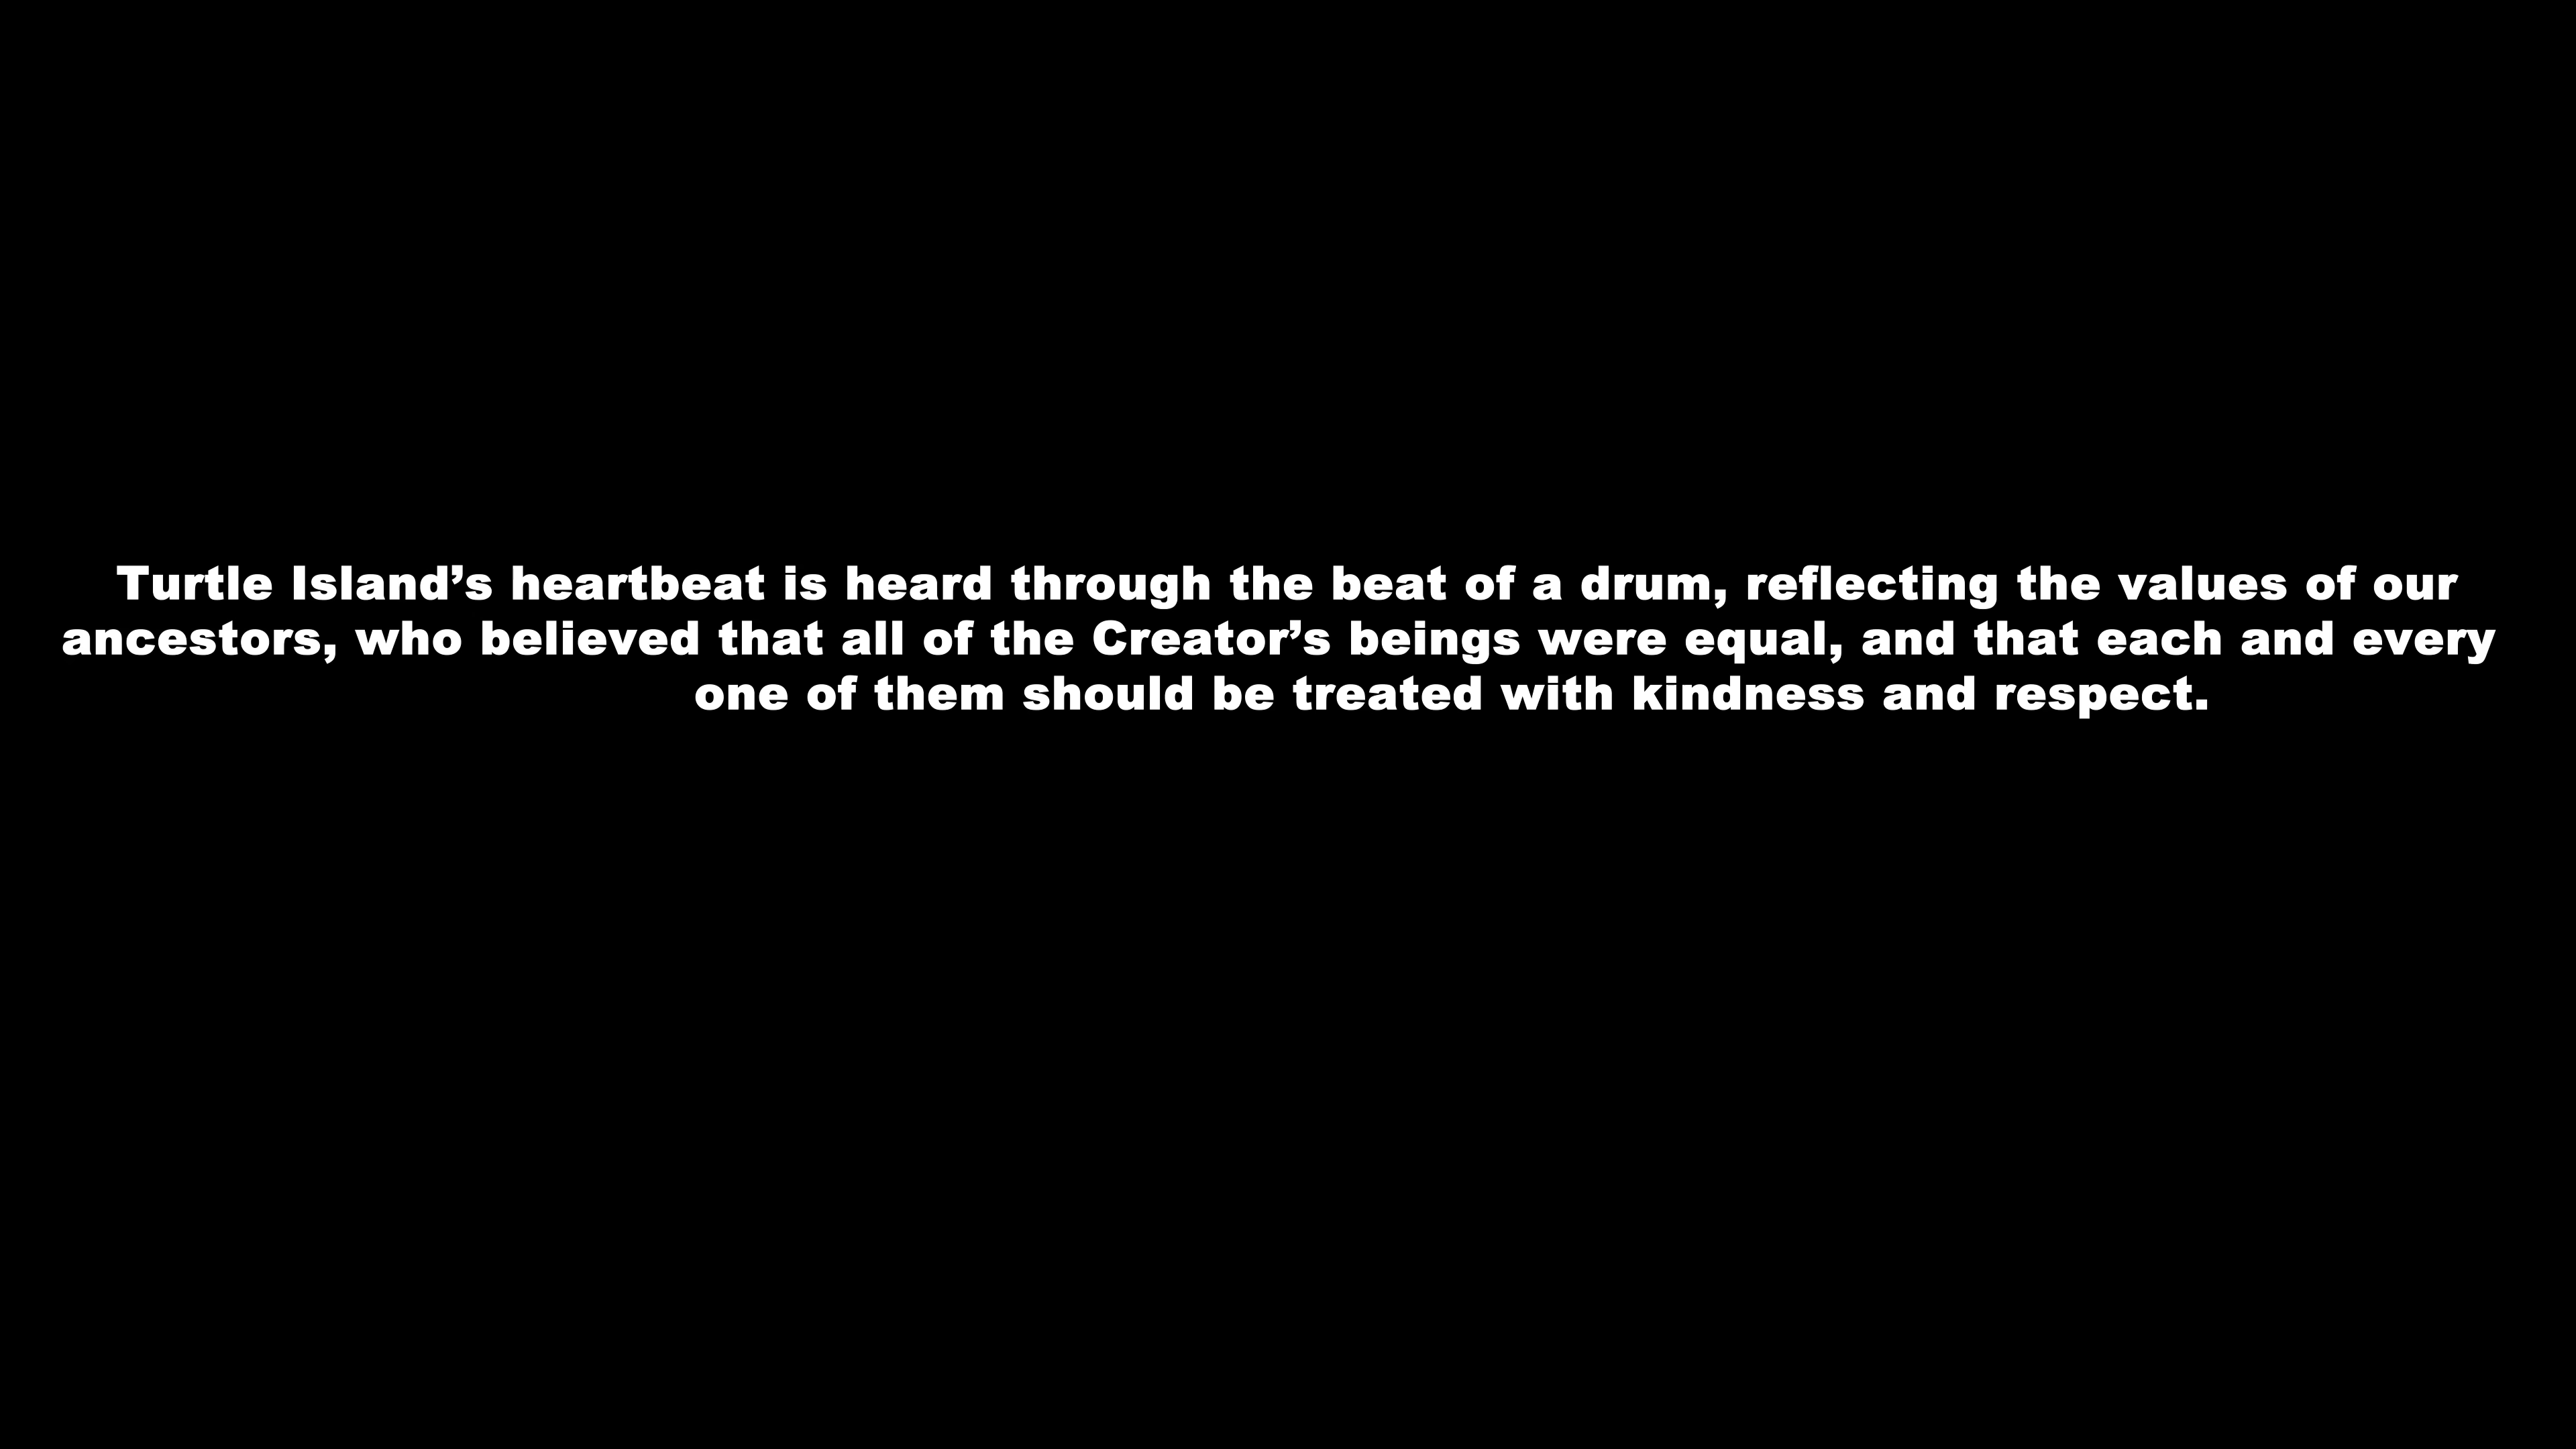 Turtle Island’s heartbeat is heard through the beat of a drum, reflecting the values of our
ancestors, who believed that all of the Creator’s beings were equal, and that each and every
one of them should be treated with kindness and respect.